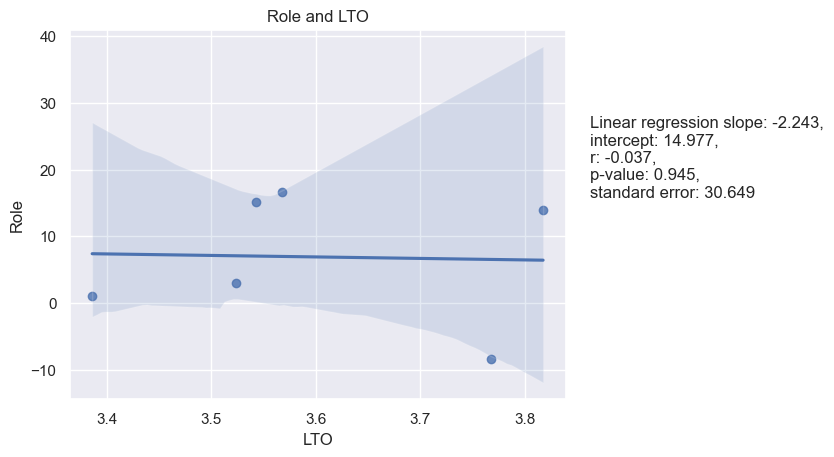 Role and LTO
40
30
20
10
0
−10
Role
3.4
3.5
3.6
3.7
3.8
LTO
Linear regression slope: -2.243,
intercept: 14.977,
r: -0.037,
p-value: 0.945,
standard error: 30.649